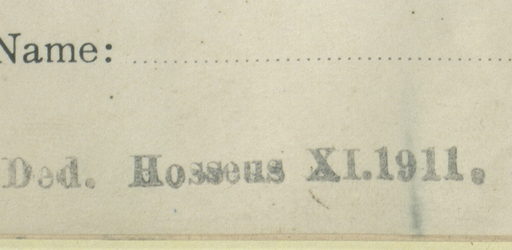 Name:
Ded. Hosseus XI.1911.